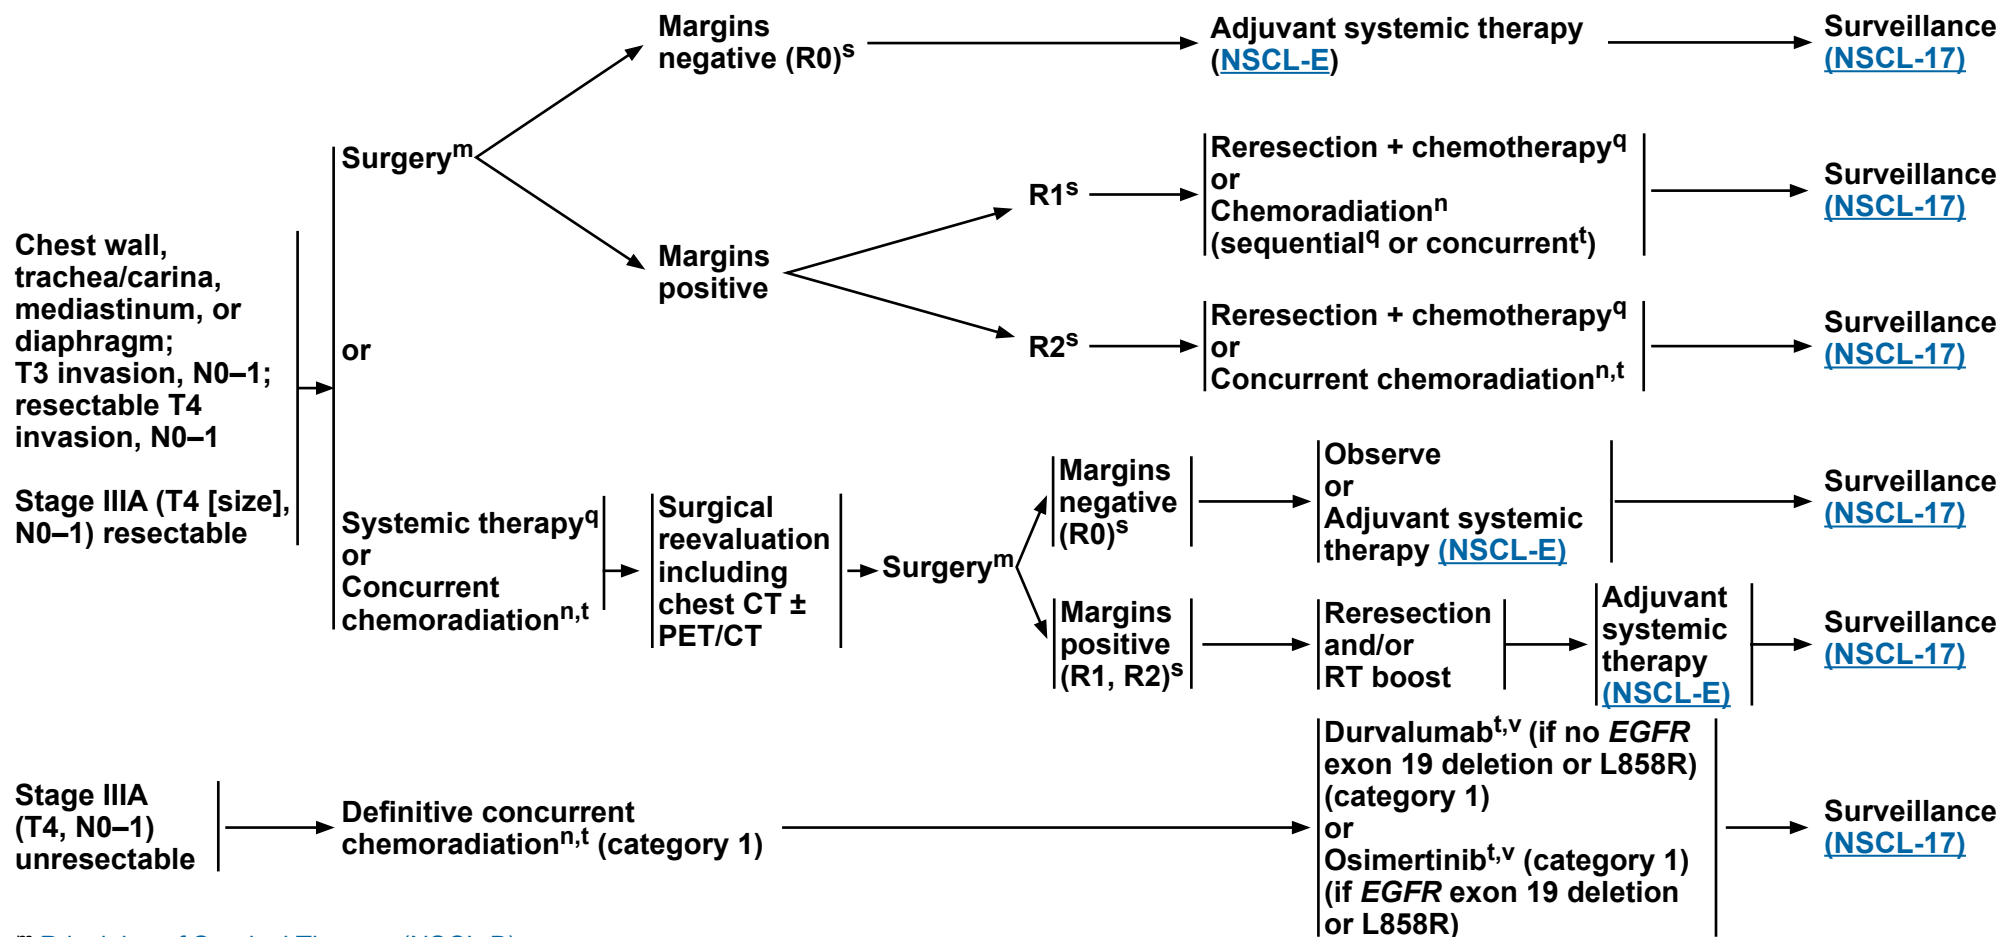 Margins
negative (R0)s
Adjuvant systemic therapy
(NSCL-E)
Surveillance
(NSCL-17)
Surgerym
Margins
positive
R1s
Reresection + chemotherapyq
or
Chemoradiationn
(sequentialq or concurrentt)
Surveillance
(NSCL-17)
R2s
Reresection + chemotherapyq
or
Concurrent chemoradiationn,t
Surveillance
(NSCL-17)
Chest wall,
trachea/carina,
mediastinum, or
diaphragm;
T3 invasion, N0–1;
resectable T4
invasion, N0–1
Stage IIIA (T4 [size],
N0–1) resectable
or
Systemic therapyq
or
Concurrent
chemoradiationn,t
Surgical
reevaluation
including
chest CT ±
PET/CT
Surgerym
Margins
negative
(R0)s
Observe
or
Adjuvant systemic
therapy (NSCL-E)
Surveillance
(NSCL-17)
Margins
positive
(R1, R2)s
Reresection
and/or
RT boost
Adjuvant
systemic
therapy
(NSCL-E)
Surveillance
(NSCL-17)
Stage IIIA
(T4, N0–1)
unresectable
Definitive concurrent
chemoradiationn,t (category 1)
Durvalumabt,v (if no EGFR
exon 19 deletion or L858R)
(category 1)
or
Osimertinibt,v (category 1)
(if EGFR exon 19 deletion
or L858R)
Surveillance
(NSCL-17)